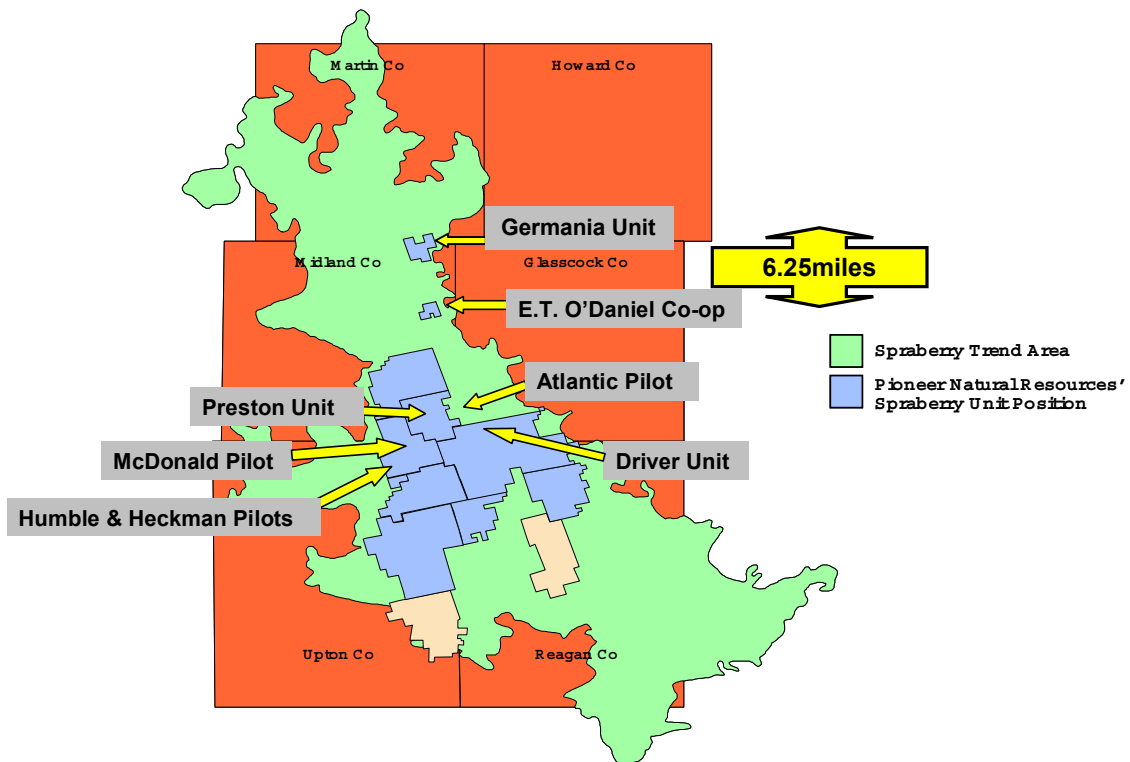 Martin Co
Howard Co
Germania Unit
Midland Co
Glasscock Co
6.25miles
E.T. O’Daniel Co-op
Spraberry Trend Area
Atlantic Pilot
Pioneer Natural Resources’
Spraberry Unit Position
Preston Unit
McDonald Pilot
Driver Unit
Humble & Heckman Pilots
Upton Co
Reagan Co